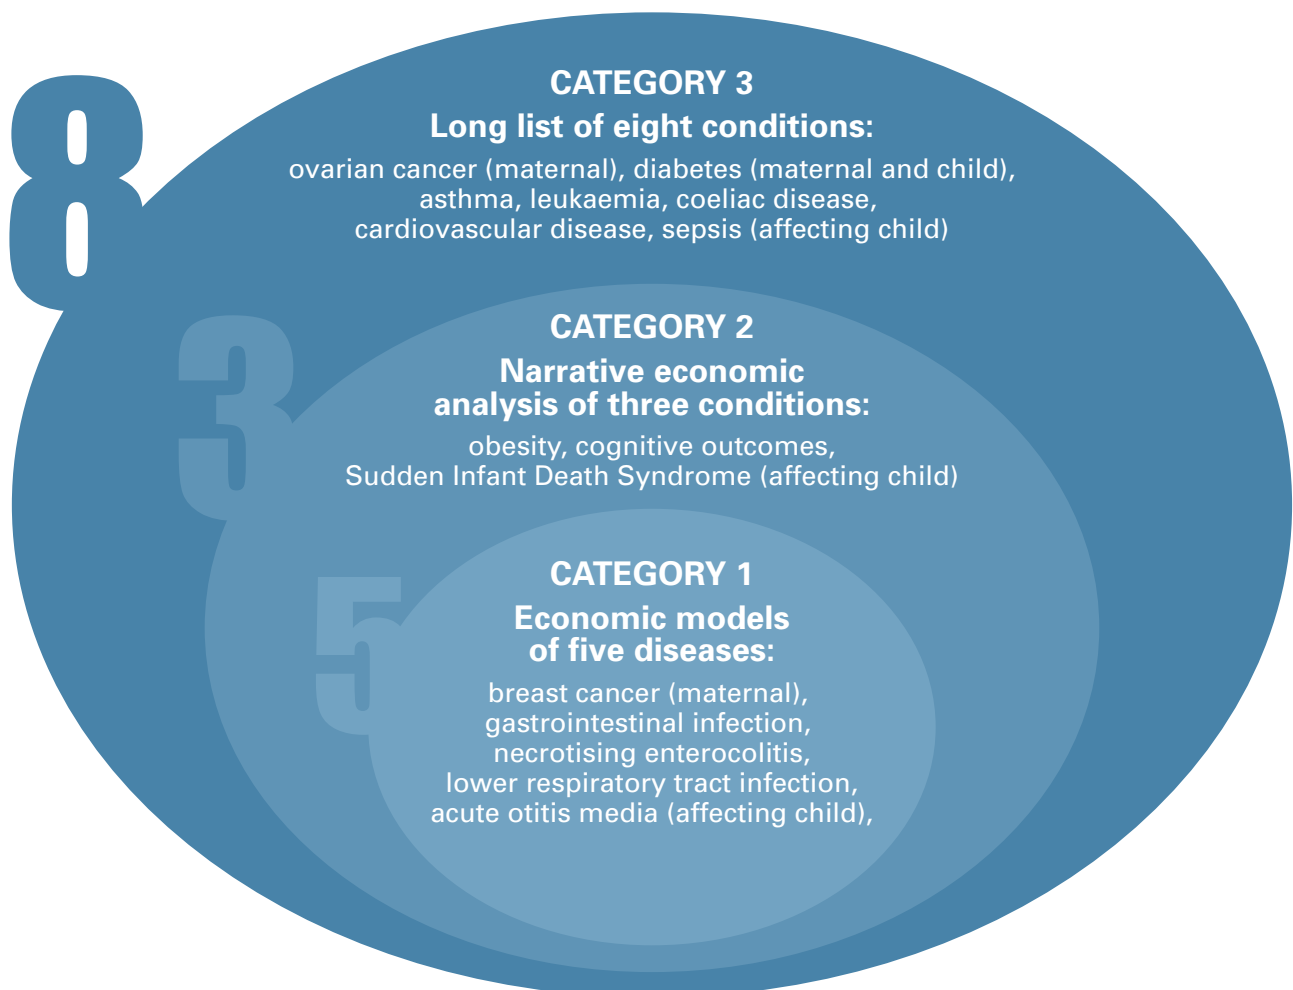 8
CATEGORY 3
Long list of eight conditions:
ovarian cancer (maternal), diabetes (maternal and child),
asthma, leukaemia, coeliac disease,
cardiovascular disease, sepsis (affecting child)
3
CATEGORY 2
Narrative economic
analysis of three conditions:
obesity, cognitive outcomes,
Sudden Infant Death Syndrome (affecting child)
5
CATEGORY 1
Economic models
of five diseases:
breast cancer (maternal),
gastrointestinal infection,
necrotising enterocolitis,
lower respiratory tract infection,
acute otitis media (affecting child),